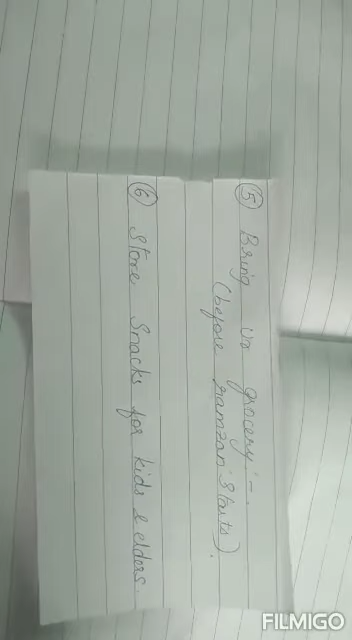 ⑤ Bring in grocery :-.
(before ramzan starts).
⑥ Store Snacks for kids & elders.
FILMIGO